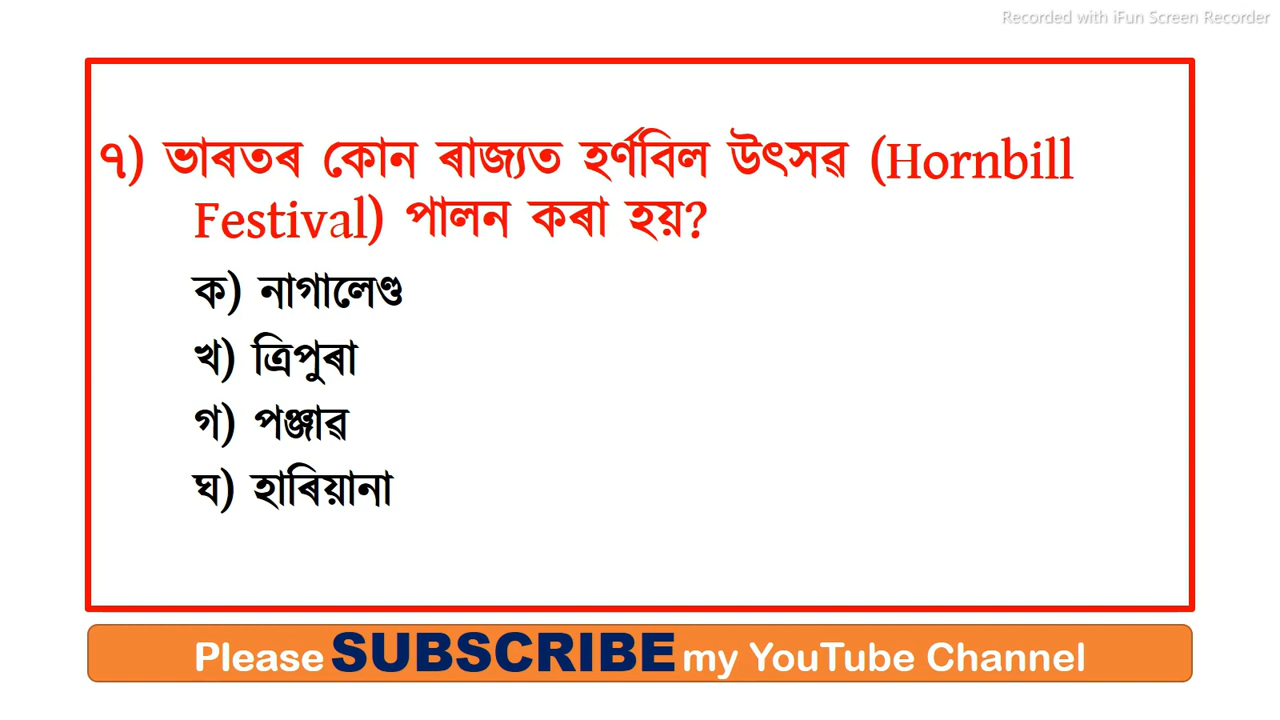 Recorded with iFun Screen Recorder
৭) ভাৰতৰ কোন ৰাজ্যত হৰ্ণবিল উৎসৱ (Hornbill
Festival) পালন কৰা হয়?
ক) নাগালেণ্ড
খ) ত্ৰিপুৰা
গ) পঞ্জাৱ
ঘ) হাৰিয়ানা
Please SUBSCRIBE my YouTube Channel